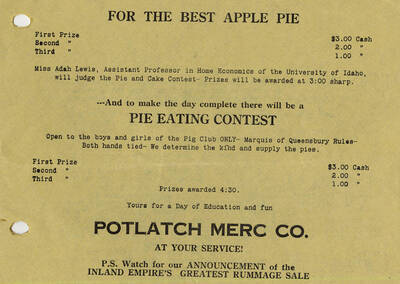 FOR THE BEST APPLE PIE
First Prize $3.00 Cash
Second " 2.00 "
Third " 1.00 "
Miss Adah Lewis, Assistant Professor in Home Economics of the University of Idaho,
will judge the Pie and Cake Contest- Prizes will be awarded at 3:00 sharp.
---And to make the day complete there will be a
PIE EATING CONTEST
Open to the boys and girls of the Pig Club ONLY- Marquis of Queensbury Rules-
Both hands tied- We determine the kind and supply the pies.
First Prize $3.00 Cash
Second " 2.00 "
Third " 1.00 "
Prizes awarded 4:30.
Yours for a Day of Education and fun
POTLATCH MERC CO.
AT YOUR SERVICE!
P.S. Watch for our ANNOUNCEMENT of the
INLAND EMPIRE'S GREATEST RUMMAGE SALE